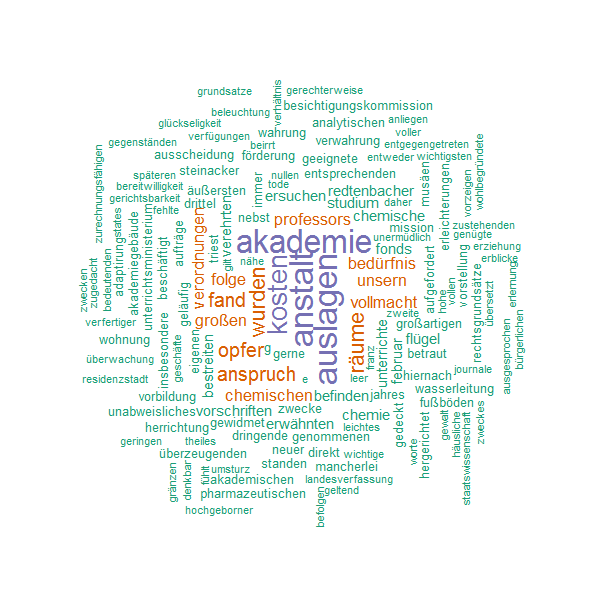 grundsatze
verhältnis
gerechterweise
beleuchtung
besichtigungskommission
glückseligkeit
analytischen
anliegen
gegenständen
verfügungen
wahrung
voller
beirrt
verwahrung
entgegengetreten
zurechnungsfähigen
ausscheidung
förderung
geeignete
entweder
wichtigsten
wohlbegründete
späteren
steinacker
nullen
entsprechenden
bereitwilligkeit
äußersten
immer
tode
redtenbacher
musäen
vorzeigen
gerichtsbarkeit
drittel
ersuchen
studium
daher
erleichterungen
fehlte
verehrten
nebst
professors
chemische
mission
zustehenden
states
akademiegebäude
unterrichtsministerium
aufträge
verordnungen
triest
akademie
unermüdlich
fonds
erziehung
adaptirung
beschäftigt
gilt
nähe
anstalt
auslagen
bedürfnis
aufgefordert
vorstellung
erblicke
zwecken
zugedacht
bedeutenden
folge
wurden
kosten
unsern
hohe
vollen
rechtsgrundsätze
übersetzt
erlernung
geläufig
fand
vollmacht
zweite
verfertiger
großen
räume
großartigen
ausgesprochen
bürgerlichen
wohnung
insbesondere
geschäfte
eigenen
bestreiten
opfer
g
gerne
franz
unterrichte
flügel
betraut
überwachung
februar
journale
residenzstadt
anspruch
e
leer
hiernach
wasserleitung
vorbildung
chemischen
befinden
jahres
fußböden
unabweisliches
vorschriften
zwecke
chemie
gedeckt
hergerichtet
gewalt
häusliche
staatswissenschaft
zweckes
herrichtung
gewidmet
erwähnten
leichtes
geringen
theiles
dringende
genommenen
worte
überzeugenden
neuer
direkt
wichtige
gränzen
denkbar
fühlt
umsturz
standen
mancherlei
akademischen
landesverfassung
pharmazeutischen
geltend
hochgeborner
befolgen